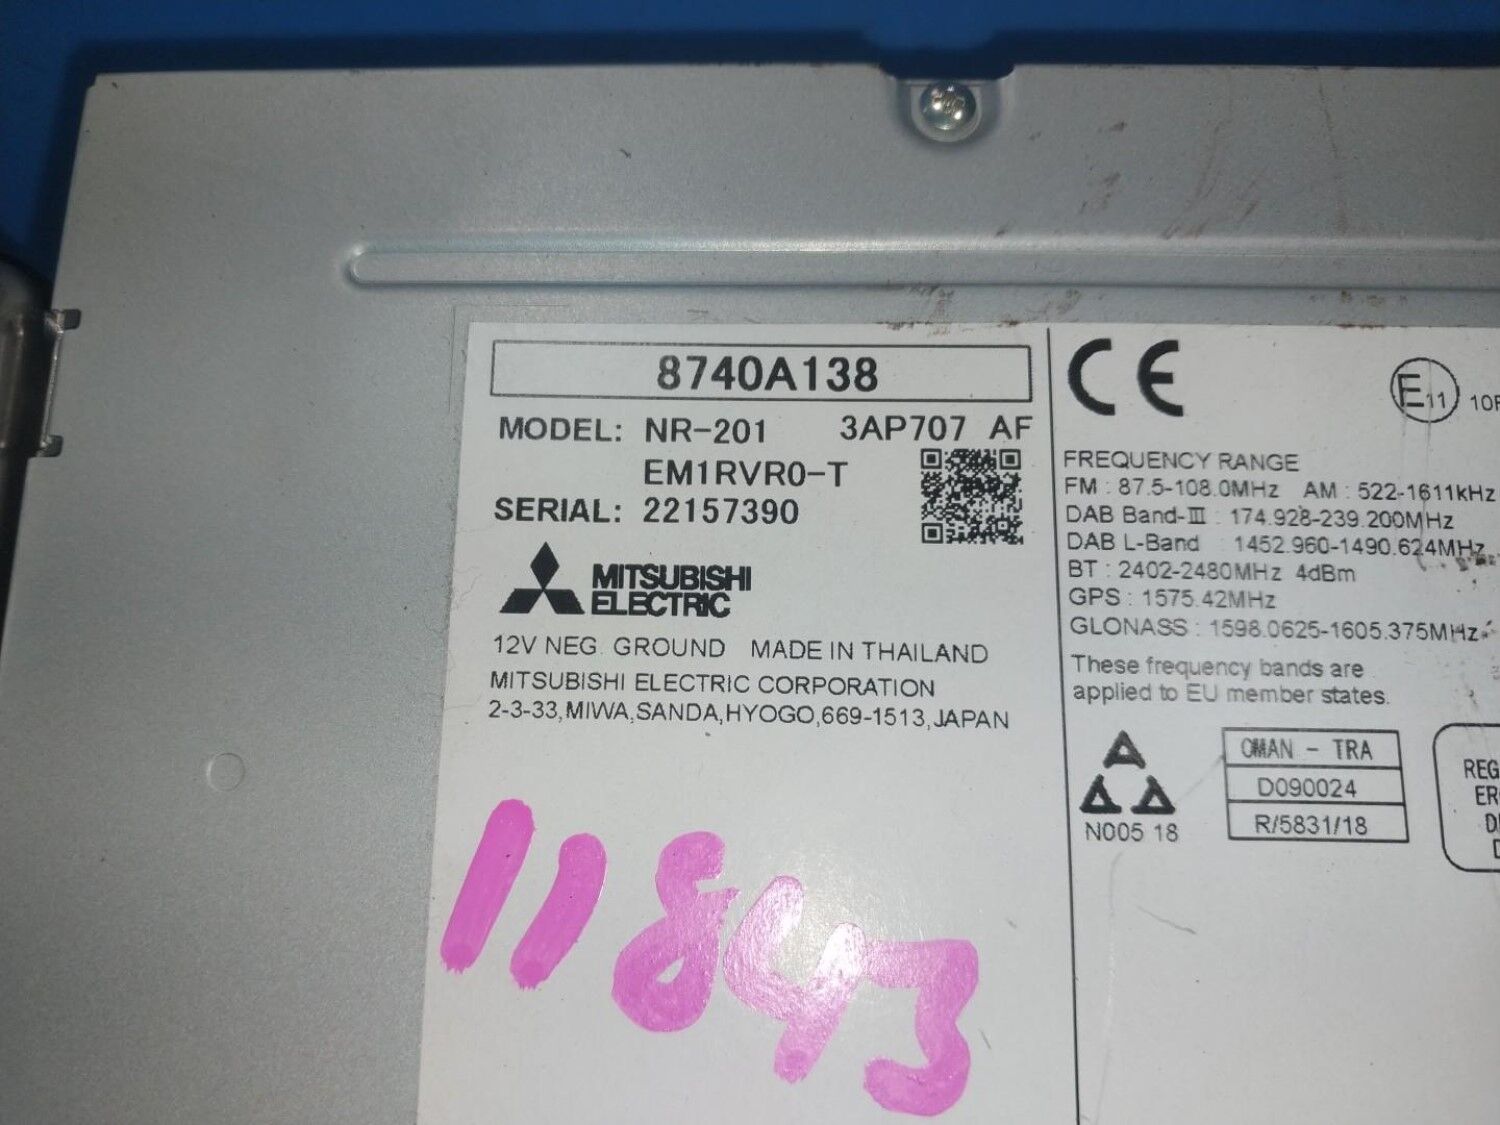 8740A138
MODEL: NR-201 3AP707 AF
EM1RVR0-T
SERIAL: 22157390
MITSUBISHI
ELECTRIC
12V NEG. GROUND MADE IN THAILAND
MITSUBISHI ELECTRIC CORPORATION
2-3-33,MIWA,SANDA,HYOGO,669-1513,JAPAN
11843
CE
E11
FREQUENCY RANGE
FM : 87.5-108.0MHz AM : 522-1611kHz
DAB Band-III : 174.928-239.200MHz
DAB L-Band : 1452.960-1490.624MHz
BT : 2402-2480MHz 4dBm
GPS : 1575.42MHz
GLONASS : 1598.0625-1605.375MHz
These frequency bands are
applied to EU member states.
N005 18
OMAN - TRA
D090024
R/5831/18